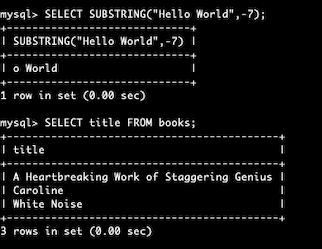 mysql> SELECT SUBSTRING("Hello World",-7);
+------------------------------+
| SUBSTRING("Hello World",-7) |
+------------------------------+
| o World                      |
+------------------------------+
1 row in set (0.00 sec)
mysql> SELECT title FROM books;
+--------------------------------------------+
| title                                      |
+--------------------------------------------+
| A Heartbreaking Work of Staggering Genius |
| Caroline                                   |
| White Noise                                |
+--------------------------------------------+
3 rows in set (0.00 sec)